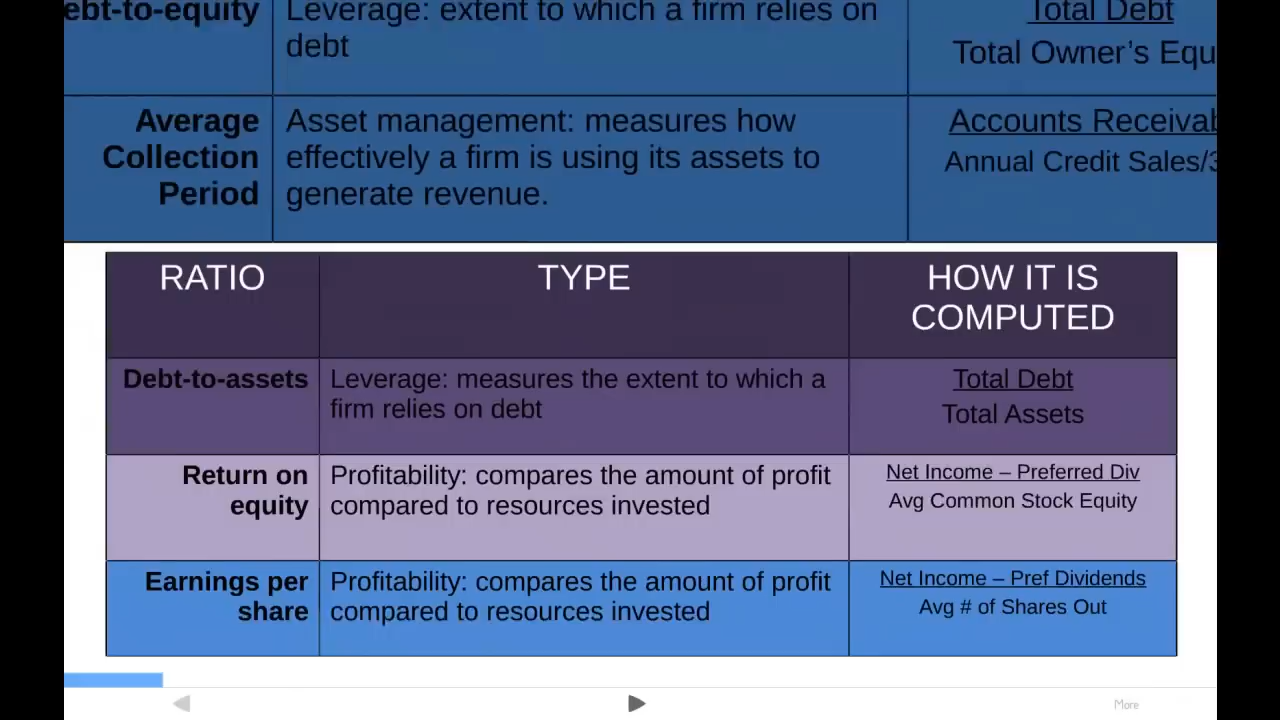 ebt-to-equity
Leverage: extent to which a firm relies on
debt
Total Debt
Total Owner's Equ
Average
Collection
Period
Asset management: measures how
effectively a firm is using its assets to
generate revenue.
Accounts Receivab
Annual Credit Sales/3
RATIO
TYPE
HOW IT IS
COMPUTED
Debt-to-assets
Leverage: measures the extent to which a
firm relies on debt
Total Debt
Total Assets
Return on
equity
Profitability: compares the amount of profit
compared to resources invested
Net Income – Preferred Div
Avg Common Stock Equity
Earnings per
share
Profitability: compares the amount of profit
compared to resources invested
Net Income – Pref Dividends
Avg # of Shares Out
More